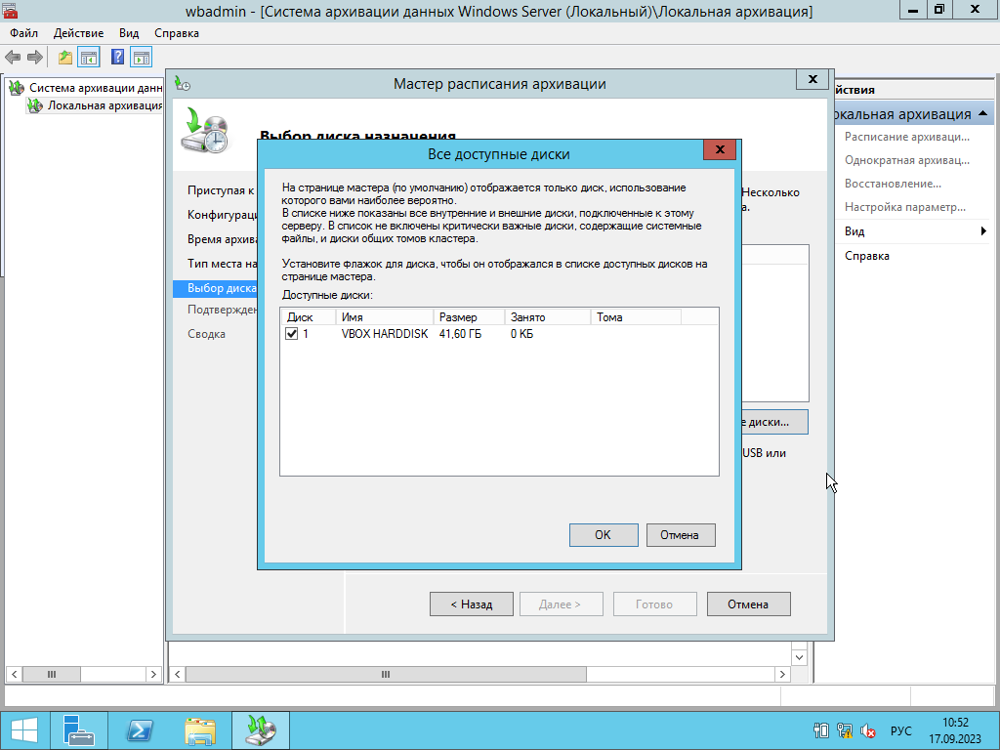 wbadmin - [Система архивации данных Windows Server (Локальный)\Локальная архивация]
Файл Действие Вид Справка
Система архивации данн
Локальная архивация
Мастер расписания архивации
Выбор диска назначения
Приступая к
Конфигураци
Время архива
Тип места на
Выбор диска
Подтвержден
Сводка
Несколько
а.
е диски...
USB или
< Назад Далее > Готово Отмена
Все доступные диски
На странице мастера (по умолчанию) отображается только диск, использование
которого вами наиболее вероятно.
В списке ниже показаны все внутренние и внешние диски, подключенные к этому
серверу. В список не включены критически важные диски, содержащие системные
файлы, и диски общих томов кластера.
Установите флажок для диска, чтобы он отображался в списке доступных дисков на
странице мастера.
Доступные диски:
Диск Имя Размер Занято Тома
1 VBOX HARDDISK 41,60 ГБ 0 КБ
OK Отмена
йствия
окальная архивация
Расписание архиваци...
Однократная архивац...
Восстановление...
Настройка параметр...
Вид
Справка
РУС
10:52
17.09.2023